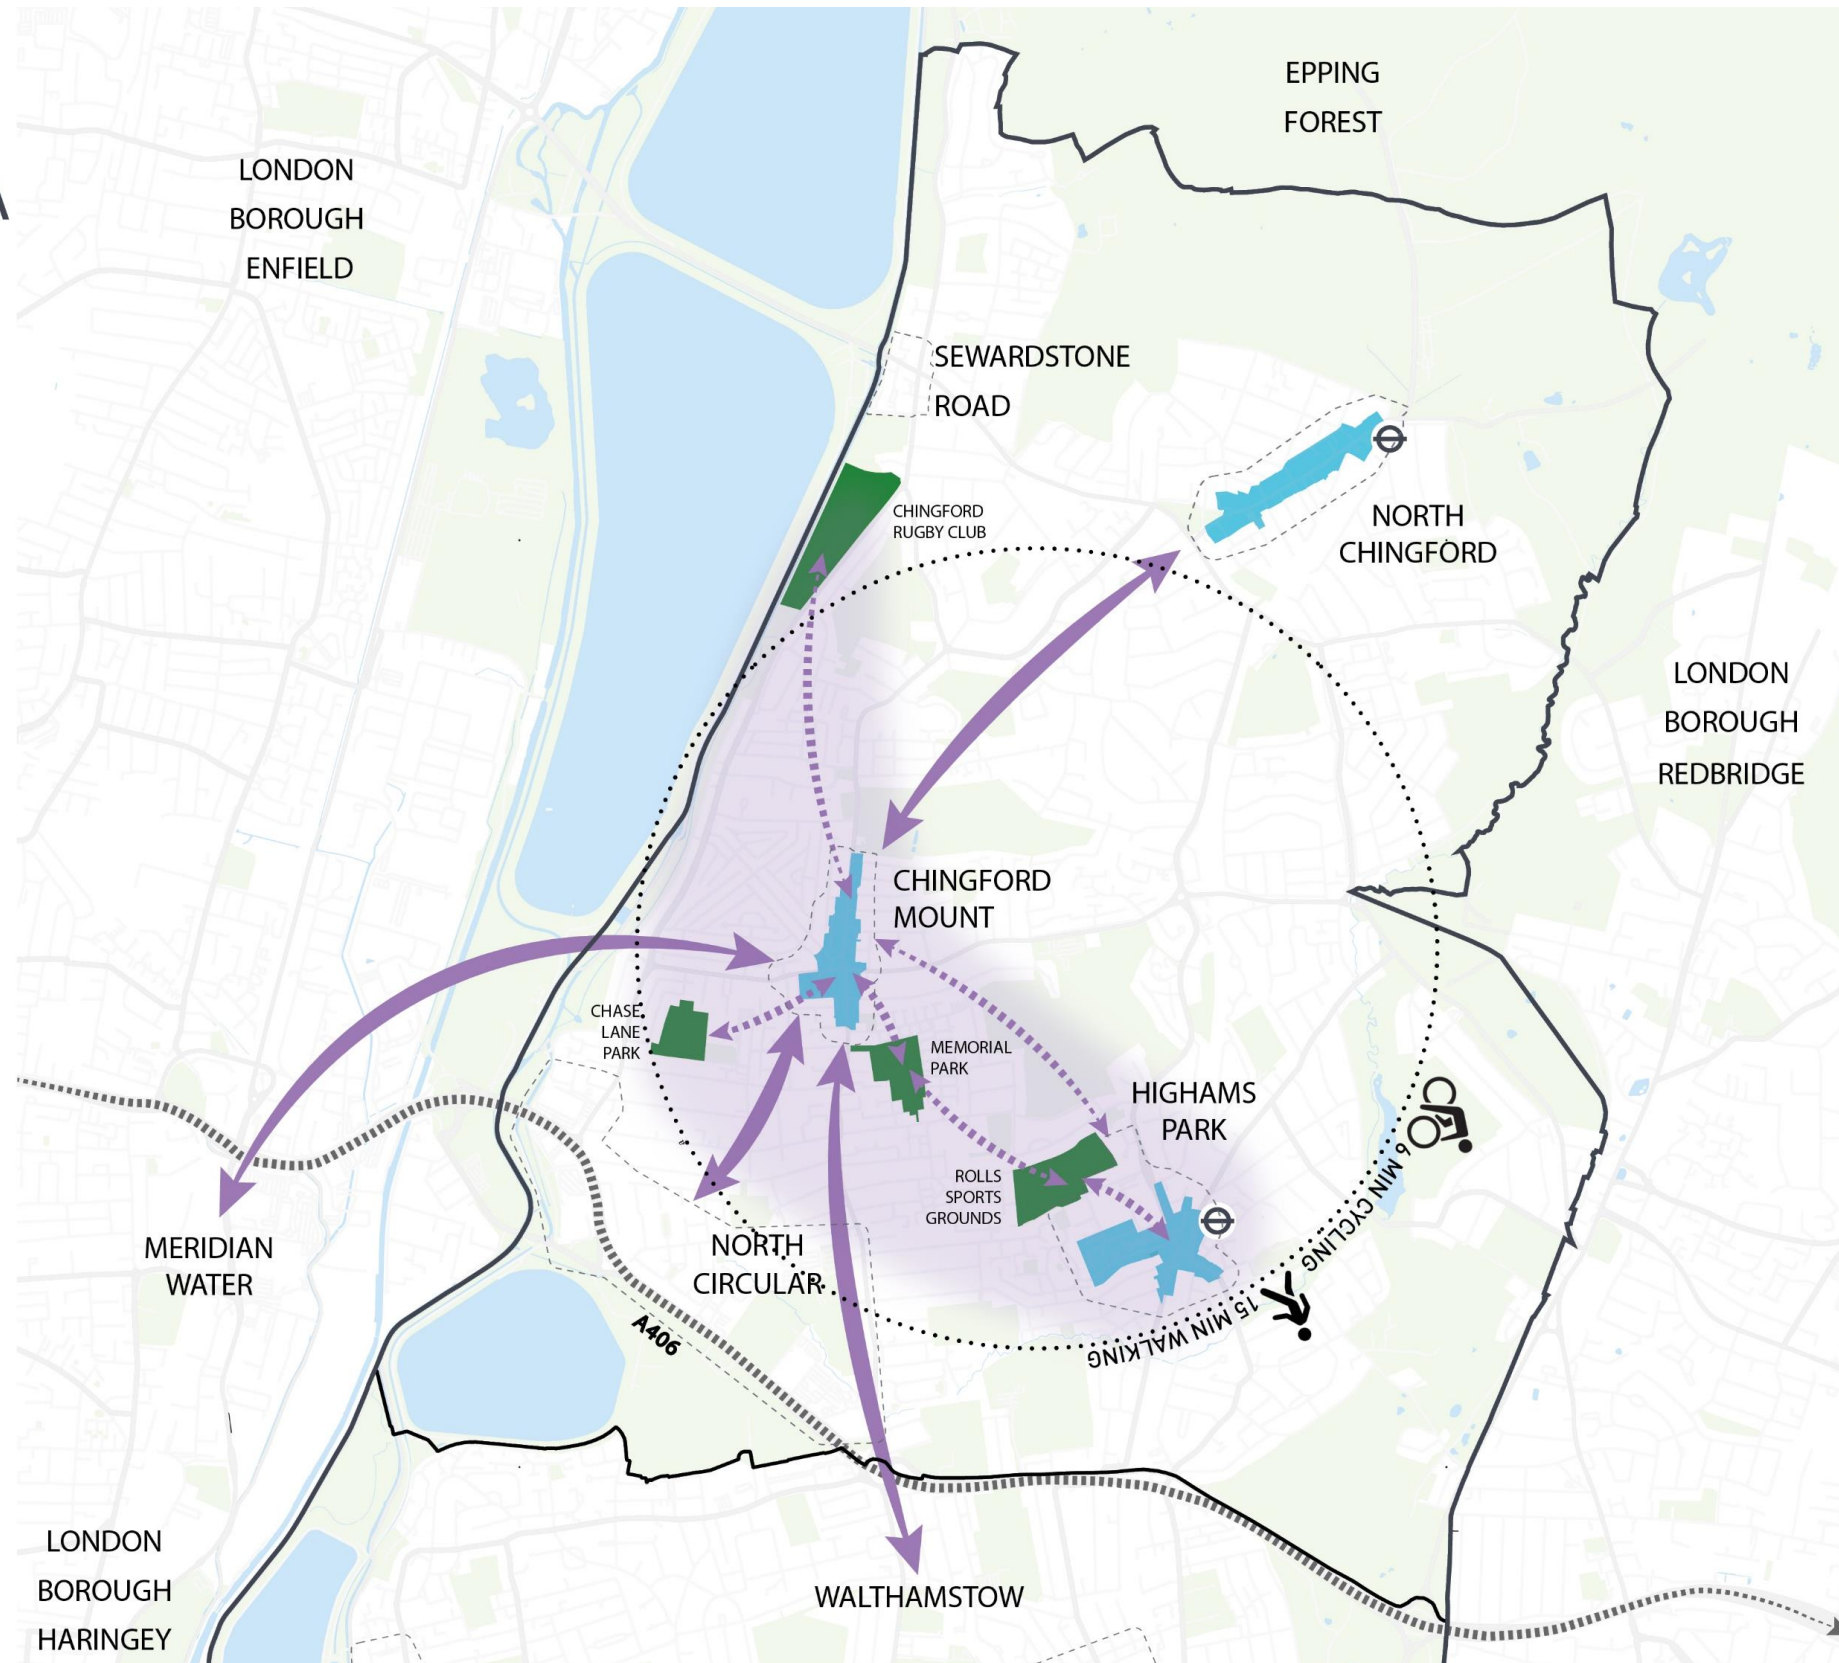 EPPING
FOREST
LONDON
BOROUGH
ENFIELD
SEWARDSTONE
ROAD
CHINGFORD
RUGBY CLUB
NORTH
CHINGFORD
LONDON
BOROUGH
REDBRIDGE
CHINGFORD
MOUNT
CHASE
LANE
PARK
MEMORIAL
PARK
HIGHAMS
PARK
ROLLS
SPORTS
GROUNDS
6 MIN CYCLING
15 MIN WALKING
MERIDIAN
WATER
NORTH
CIRCULAR
A406
LONDON
BOROUGH
HARINGEY
WALTHAMSTOW